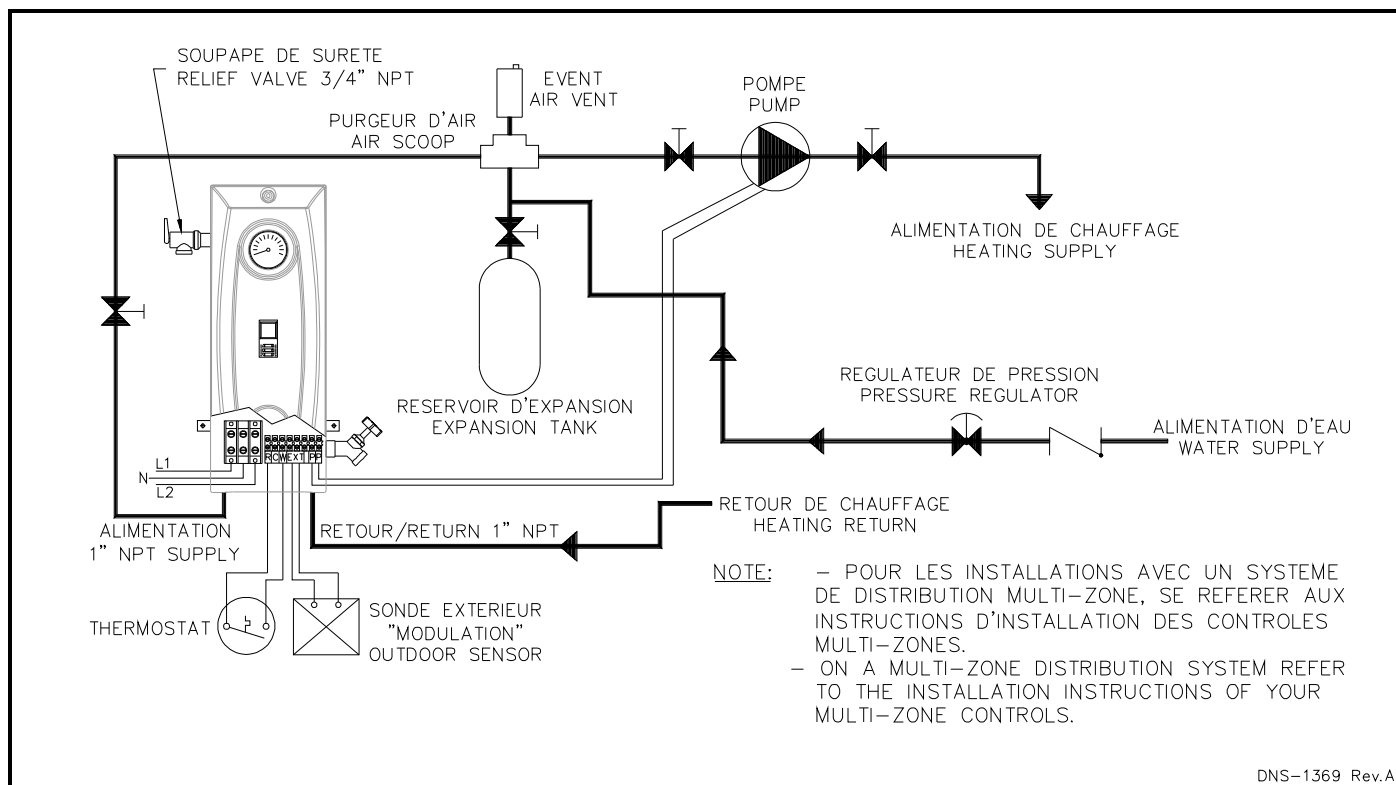 SOUPAPE DE SURETE
RELIEF VALVE 3/4" NPT
EVENT
AIR VENT
POMPE
PUMP
PURGEUR D'AIR
AIR SCOOP
ALIMENTATION DE CHAUFFAGE
HEATING SUPPLY
RESERVOIR D'EXPANSION
EXPANSION TANK
REGULATEUR DE PRESSION
PRESSURE REGULATOR
ALIMENTATION D'EAU
WATER SUPPLY
L1
N
L2
R C W EXT PP
ALIMENTATION
1" NPT SUPPLY
RETOUR/RETURN 1" NPT
RETOUR DE CHAUFFAGE
HEATING RETURN
THERMOSTAT
SONDE EXTERIEUR
"MODULATION"
OUTDOOR SENSOR
NOTE: – POUR LES INSTALLATIONS AVEC UN SYSTEME
DE DISTRIBUTION MULTI–ZONE, SE REFERER AUX
INSTRUCTIONS D'INSTALLATION DES CONTROLES
MULTI–ZONES.
– ON A MULTI–ZONE DISTRIBUTION SYSTEM REFER
TO THE INSTALLATION INSTRUCTIONS OF YOUR
MULTI–ZONE CONTROLS.
DNS–1369 Rev.A